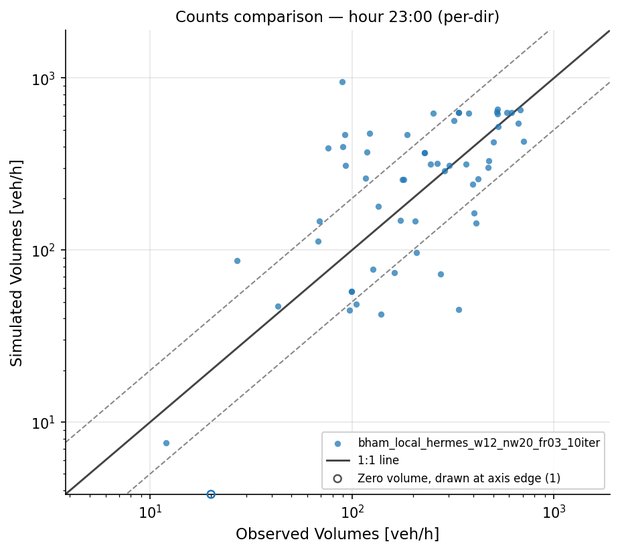 Counts comparison — hour 23:00 (per-dir)
Simulated Volumes [veh/h]
10³
10²
10¹
10¹
10²
10³
Observed Volumes [veh/h]
bham_local_hermes_w12_nw20_fr03_10iter
1:1 line
Zero volume, drawn at axis edge (1)